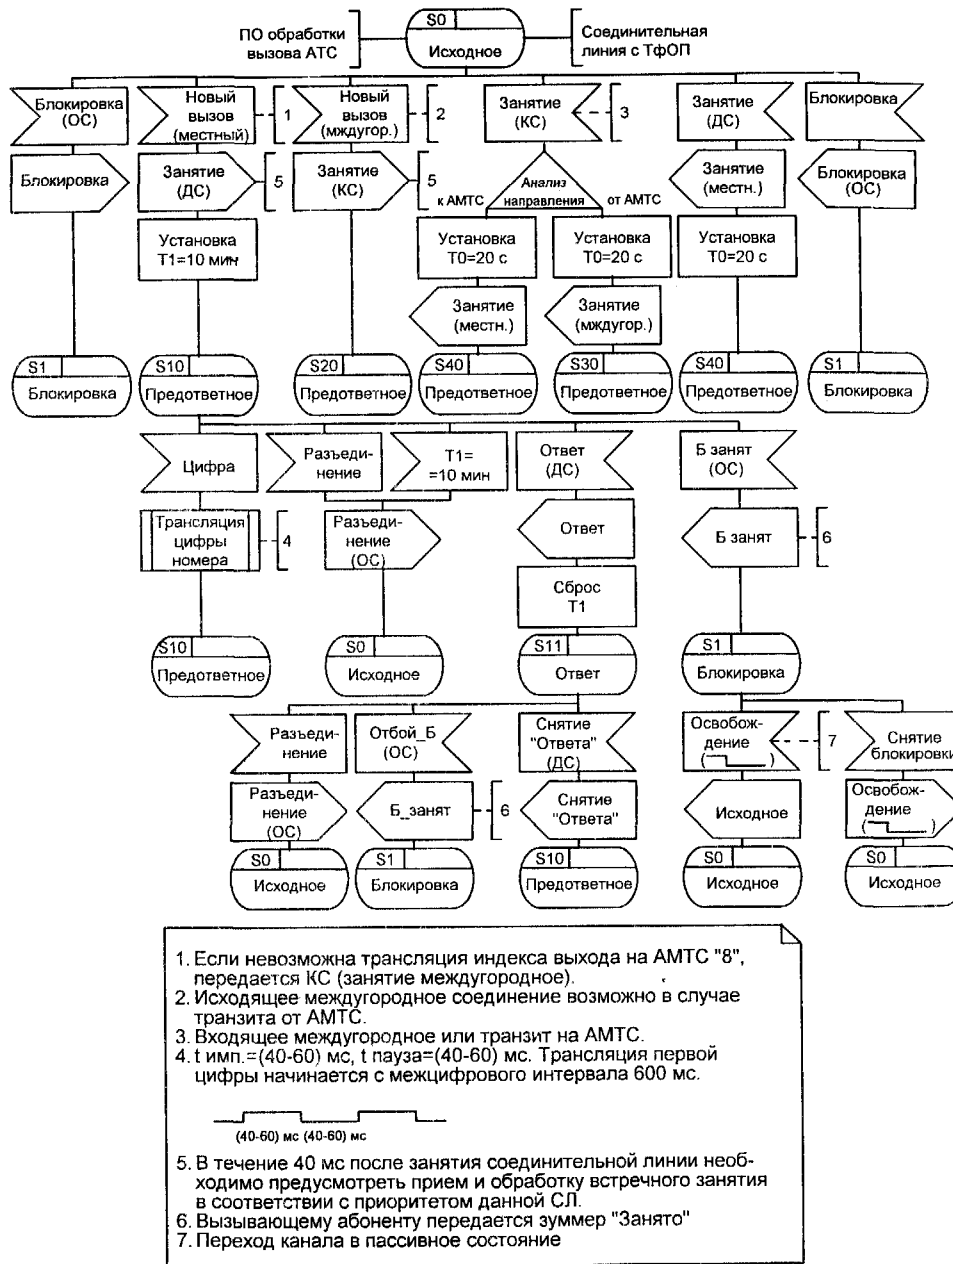 ПО обработки
вызова АТС
S0
Исходное
Соединительная
линия с ТфОП
Блокировка
(ОС)
Новый
вызов
(местный)
1
Новый
вызов
(мждугор.)
2
Занятие
(КС)
3
Занятие
(ДС)
Блокировка
Блокировка
Занятие
(ДС)
5
Занятие
(КС)
5
к АМТС
Анализ
направления
от АМТС
Занятие
(местн.)
Блокировка
(ОС)
Установка
Т1=10 мин
Установка
Т0=20 с
Установка
Т0=20 с
Установка
Т0=20 с
Занятие
(местн.)
Занятие
(мждугор.)
S1
Блокировка
S10
Предответное
S20
Предответное
S40
Предответное
S30
Предответное
S40
Предответное
S1
Блокировка
Цифра
Разъеди-
нение
Т1=
=10 мин
Ответ
(ДС)
Б занят
(ОС)
Трансляция
цифры
номера
4
Разъеди-
нение
(ОС)
Ответ
Б занят
6
Сброс
Т1
S10
Предответное
S0
Исходное
S11
Ответ
S1
Блокировка
Разъеди-
нение
Отбой_Б
(ОС)
Снятие
"Ответа"
(ДС)
Освобож-
дение
( )
7
Снятие
блокировки
Разъеди-
нение
(ОС)
Б_занят
6
Снятие
"Ответа"
Исходное
Освобож-
дение
( )
S0
Исходное
S1
Блокировка
S10
Предответное
S0
Исходное
S0
Исходное
1. Если невозможна трансляция индекса выхода на АМТС "8",
передается КС (занятие междугородное).
2. Исходящее междугородное соединение возможно в случае
транзита от АМТС.
3. Входящее междугородное или транзит на АМТС.
4. t имп.=(40-60) мс, t пауза=(40-60) мс. Трансляция первой
цифры начинается с межцифрового интервала 600 мс.
(40-60) мс (40-60) мс
5. В течение 40 мс после занятия соединительной линии необ-
ходимо предусмотреть прием и обработку встречного занятия
в соответствии с приоритетом данной СЛ.
6. Вызывающему абоненту передается зуммер "Занято"
7. Переход канала в пассивное состояние